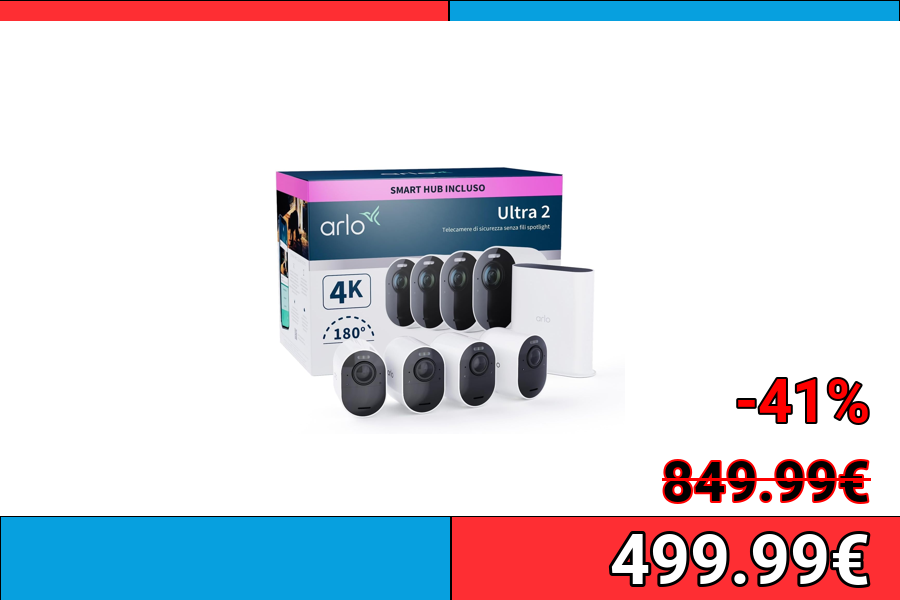 SMART HUB INCLUSO
arlo
Ultra 2
Telecamere di sicurezza senza fili spotlight
4K
180°
arlo
-41%
849.99€
499.99€